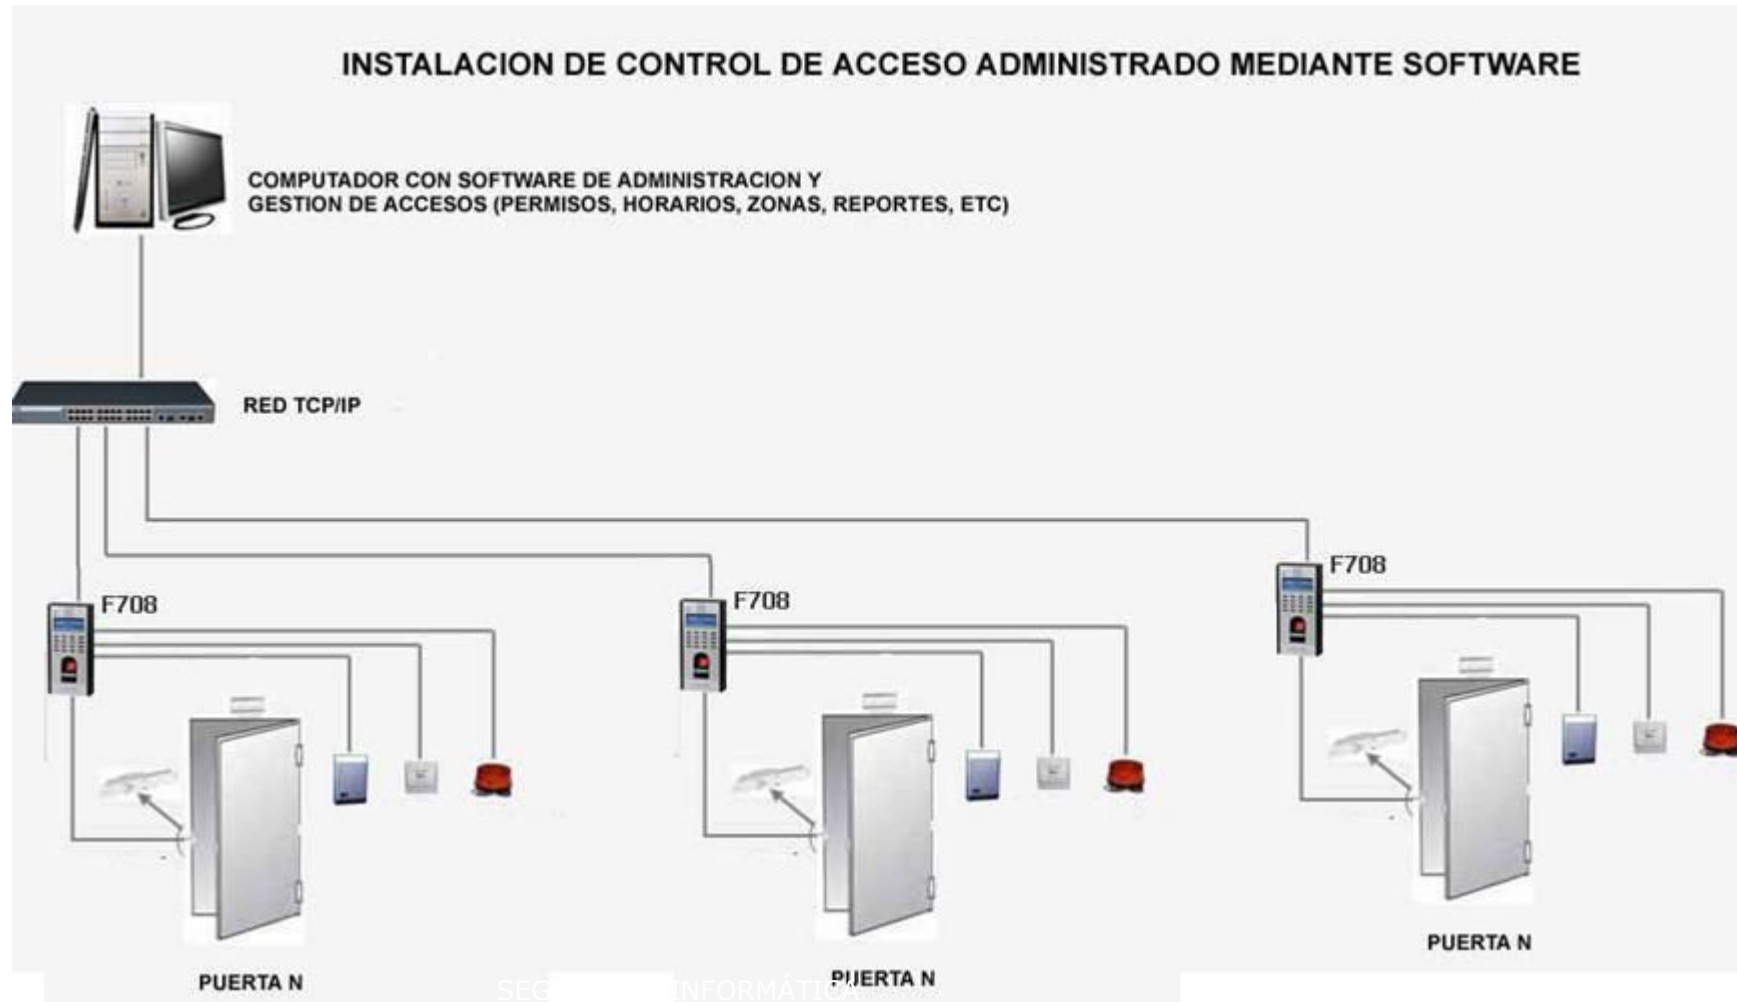 INSTALACION DE CONTROL DE ACCESO ADMINISTRADO MEDIANTE SOFTWARE
COMPUTADOR CON SOFTWARE DE ADMINISTRACION Y
GESTION DE ACCESOS (PERMISOS, HORARIOS, ZONAS, REPORTES, ETC)
RED TCP/IP
F708
F708
F708
PUERTA N
PUERTA N
PUERTA N
INFORMÁTICA